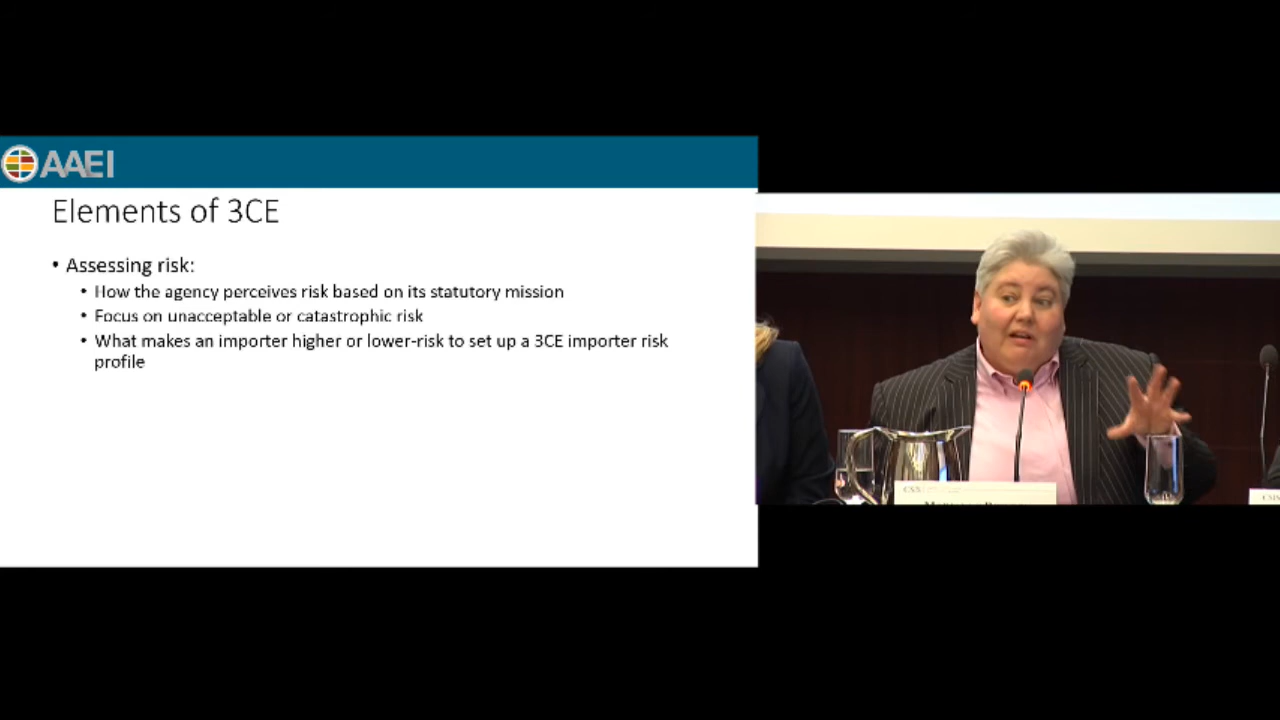 AAEI
Elements of 3CE
• Assessing risk:
• How the agency perceives risk based on its statutory mission
• Focus on unacceptable or catastrophic risk
• What makes an importer higher or lower-risk to set up a 3CE importer risk
profile